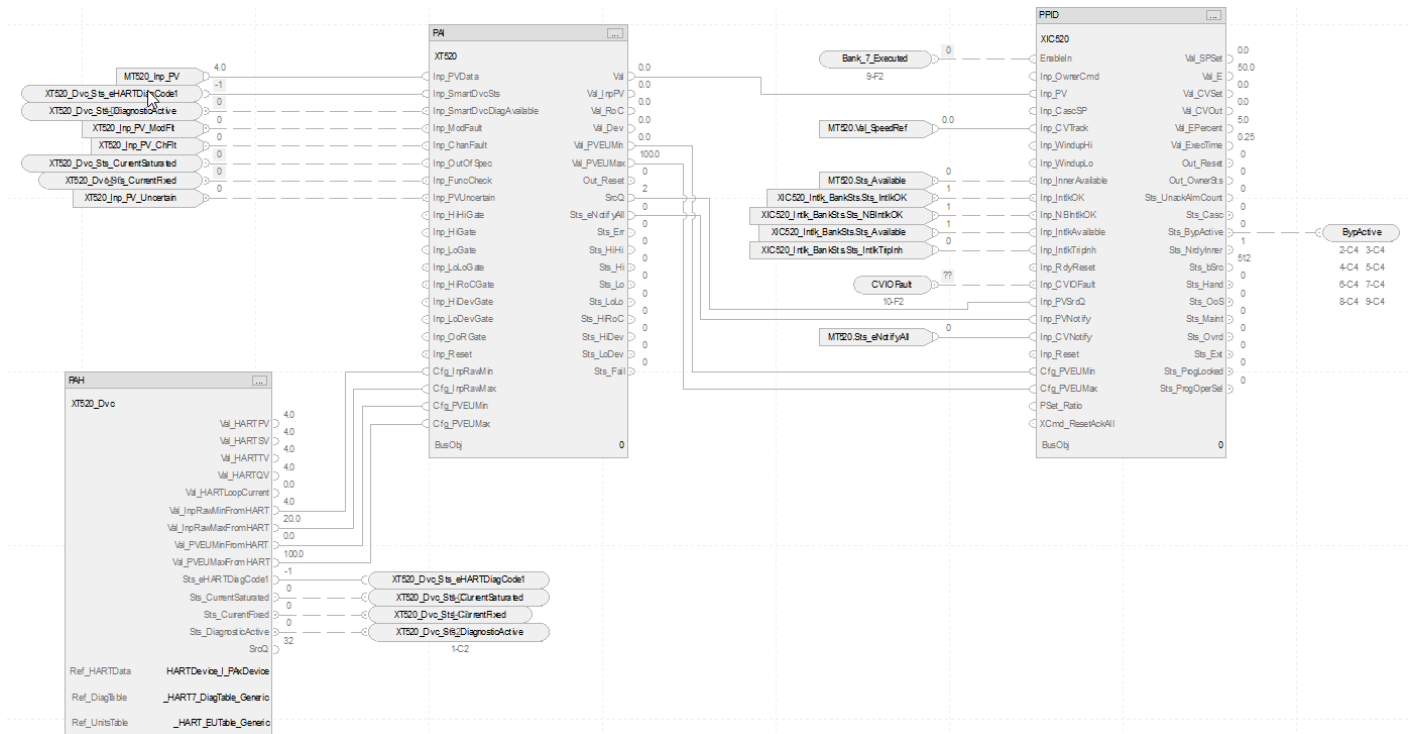 PAI ...
XT520
MT520_Inp_PV 4.0
XT520_Dvc_Sts_eHARTDiagCode1 -1
XT520_Dvc_Sts_DiagnosticActive 0
XT520_Inp_PV_ModFlt 0
XT520_Inp_PV_ChFlt 0
XT520_Dvc_Sts_CurrentSaturated 0
XT520_Dvc_Sts_CurrentFixed 0
XT520_Inp_PV_Uncertain 0
Inp_PVData Val 0.0
Inp_SmartDvcSts Val_InpPV 0.0
Inp_SmartDvcDiagAvailable Val_RoC 0.0
Inp_ModFault Val_Dev 0.0
Inp_ChanFault Val_PVEUMin 0.0
Inp_OutOfSpec Val_PVEUMax 100.0
Inp_FuncCheck Out_Reset 0
Inp_PVUncertain SrcQ 2
Inp_HiHiGate Sts_eNotifyAll 0
Inp_HiGate Sts_Err 0
Inp_LoGate Sts_HiHi 0
Inp_LoLoGate Sts_Hi 0
Inp_HiRoCGate Sts_Lo 0
Inp_HiDevGate Sts_LoLo 0
Inp_LoDevGate Sts_HiRoC 0
Inp_OoRGate Sts_HiDev 0
Inp_Reset Sts_LoDev 0
Cfg_InpRawMin Sts_Fail 0
Cfg_InpRawMax
Cfg_PVEUMin
Cfg_PVEUMax
BusObj 0
PPID ...
XIC520
Bank_7_Executed 0
9-F2
MT520.Val_SpeedRef 0.0
MT520.Sts_Available 0
XIC520_Intlk_BankSts.Sts_IntlkOK 1
XIC520_Intlk_BankSts.Sts_NBIntlkOK 1
XIC520_Intlk_BankSts.Sts_Available 1
XIC520_Intlk_BankSts.Sts_IntlkTripInh 0
CVIOFault ??
10-F2
MT520.Sts_eNotifyAll 0
EnableIn Val_SPSet 0.0
Inp_OwnerCmd Val_E 50.0
Inp_PV Val_CVSet 0.0
Inp_CascSP Val_CVOut 0.0
Inp_CVTrack Val_EPercent 5.0
Inp_WindupHi Val_ExecTime 0.25
Inp_WindupLo Out_Reset 0
Inp_InnerAvailable Out_OwnerSts 0
Inp_IntlkOK Sts_UnackAlmCount 0
Inp_NBIntlkOK Sts_Casc 0
Inp_IntlkAvailable Sts_BypActive 0
Inp_IntlkTripInh Sts_NrdyInner 1
Inp_RdyReset Sts_bSrc 512
Inp_CVIOFault Sts_Hand 0
Inp_PVSrcQ Sts_OoS 0
Inp_PVNotify Sts_Maint 0
Inp_CVNotify Sts_Ovrd 0
Inp_Reset Sts_Ext 0
Cfg_PVEUMin Sts_ProgLocked 0
Cfg_PVEUMax Sts_ProgOperSel 0
PSet_Ratio
XCmd_ResetAckAll
BusObj 0
BypActive
2-C4 3-C4
4-C4 5-C4
6-C4 7-C4
8-C4 9-C4
PAH ...
XT520_Dvc
Val_HARTPV 4.0
Val_HARTSV 4.0
Val_HARTTV 4.0
Val_HARTQV 4.0
Val_HARTLoopCurrent 0.0
Val_InpRawMinFromHART 4.0
Val_InpRawMaxFromHART 20.0
Val_PVEUMinFromHART 0.0
Val_PVEUMaxFromHART 100.0
Sts_eHARTDiagCode1 -1
Sts_CurrentSaturated 0
Sts_CurrentFixed 0
Sts_DiagnosticActive 0
SrcQ 32
Ref_HARTData HARTDevice_I_PAxDevice
Ref_DiagTable _HART7_DiagTable_Generic
Ref_UnitsTable _HART_EUTable_Generic
XT520_Dvc_Sts_eHARTDiagCode1
XT520_Dvc_Sts_CurrentSaturated
XT520_Dvc_Sts_CurrentFixed
XT520_Dvc_Sts_DiagnosticActive
1-C2